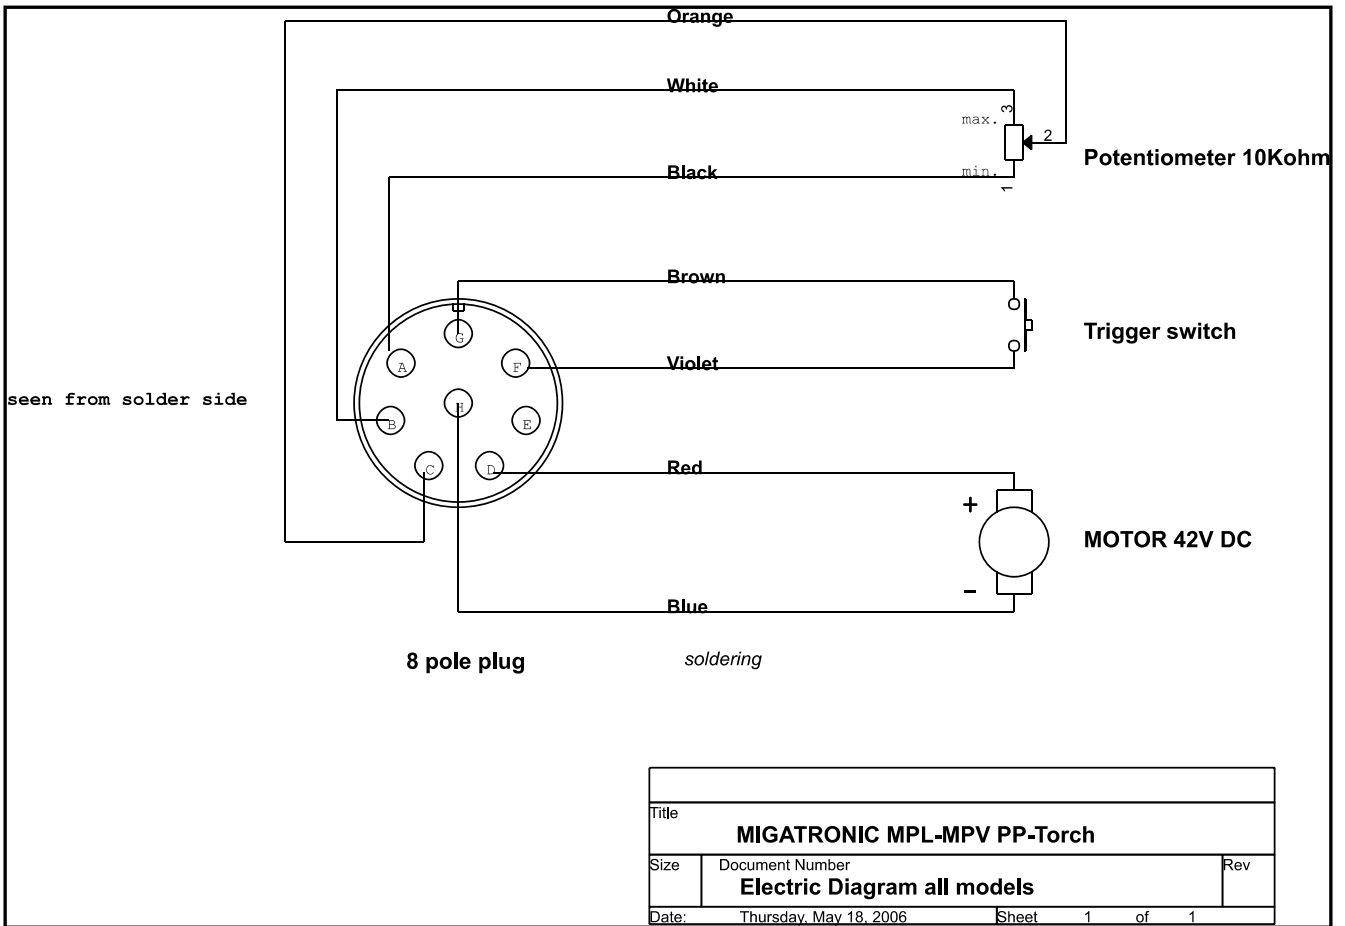 Orange
White
max.
3
2
Potentiometer 10Kohm
min.
1
Black
Brown
G
Trigger switch
A
F
Violet
seen from solder side
H
B
E
C
D
Red
+
MOTOR 42V DC
–
Blue
8 pole plug
soldering
Title
MIGATRONIC MPL-MPV PP-Torch
Size
Document Number
Rev
Electric Diagram all models
Date: Thursday, May 18, 2006 Sheet 1 of 1